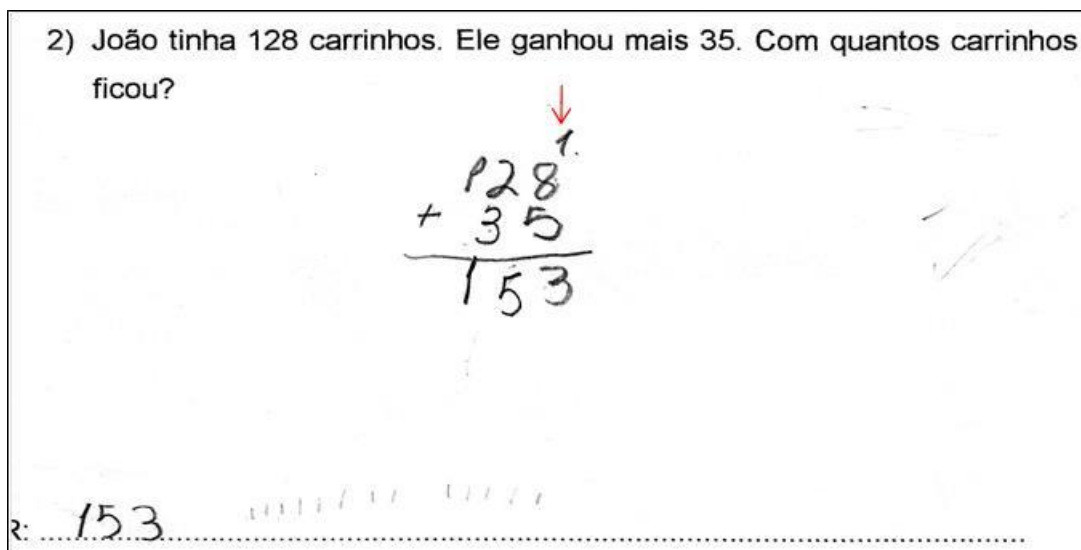 2) João tinha 128 carrinhos. Ele ganhou mais 35. Com quantos carrinhos
ficou?
1.
128
+ 35
153
R: 153